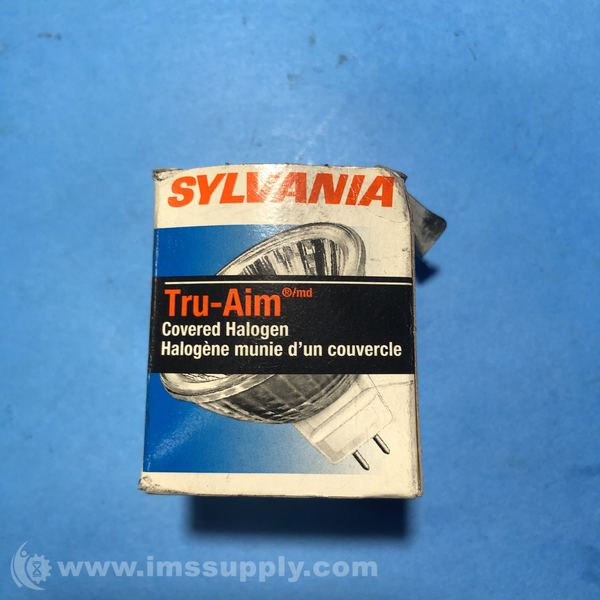 SYLVANIA
Tru-Aim®/md
Covered Halogen
Halogène munie d'un couvercle
www.imssupply.com